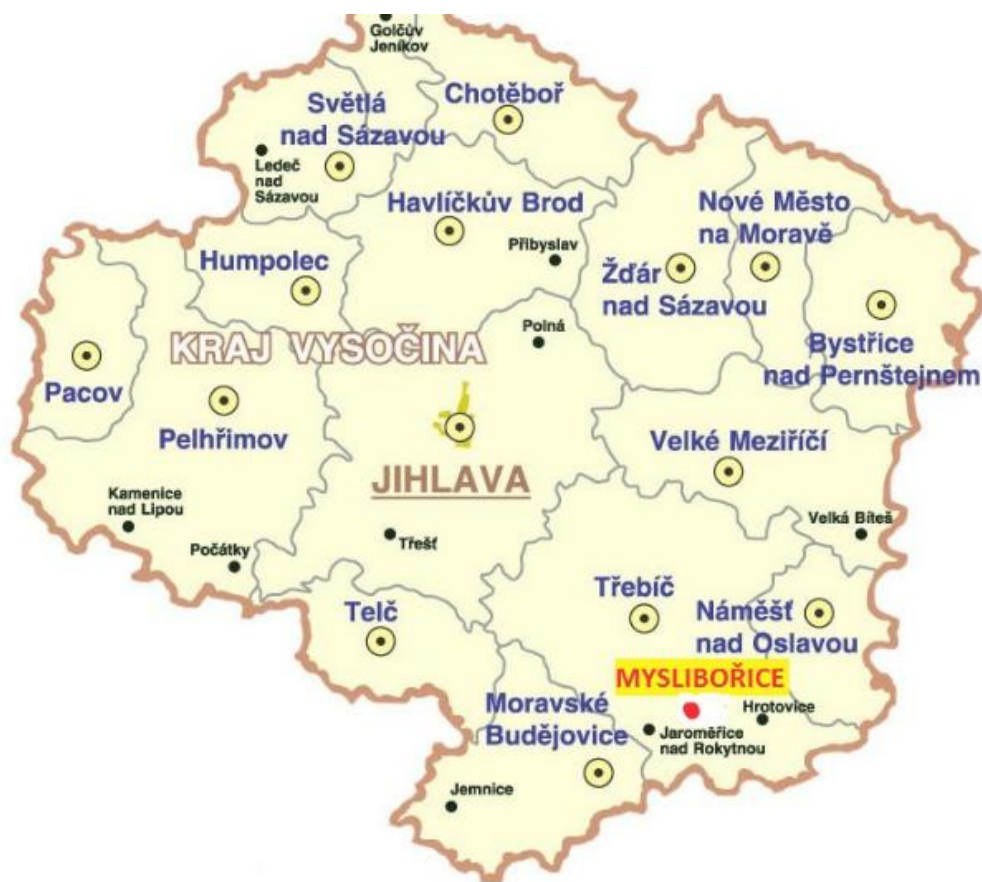 Golčův
Jeníkov
Chotěboř
Světlá
nad Sázavou
Ledeč
nad
Sázavou
Havlíčkův Brod
Přibyslav
Nové Město
na Moravě
Humpolec
Žďár
nad Sázavou
Polná
KRAJ VYSOČINA
Bystřice
nad Pernštejnem
Pacov
Pelhřimov
Velké Meziříčí
JIHLAVA
Kamenice
nad Lipou
Velká Bíteš
Třešť
Počátky
Telč
Třebíč
Náměšť
nad Oslavou
MYSLIBOŘICE
Moravské
Budějovice
Hrotovice
Jaroměřice
nad Rokytnou
Jemnice